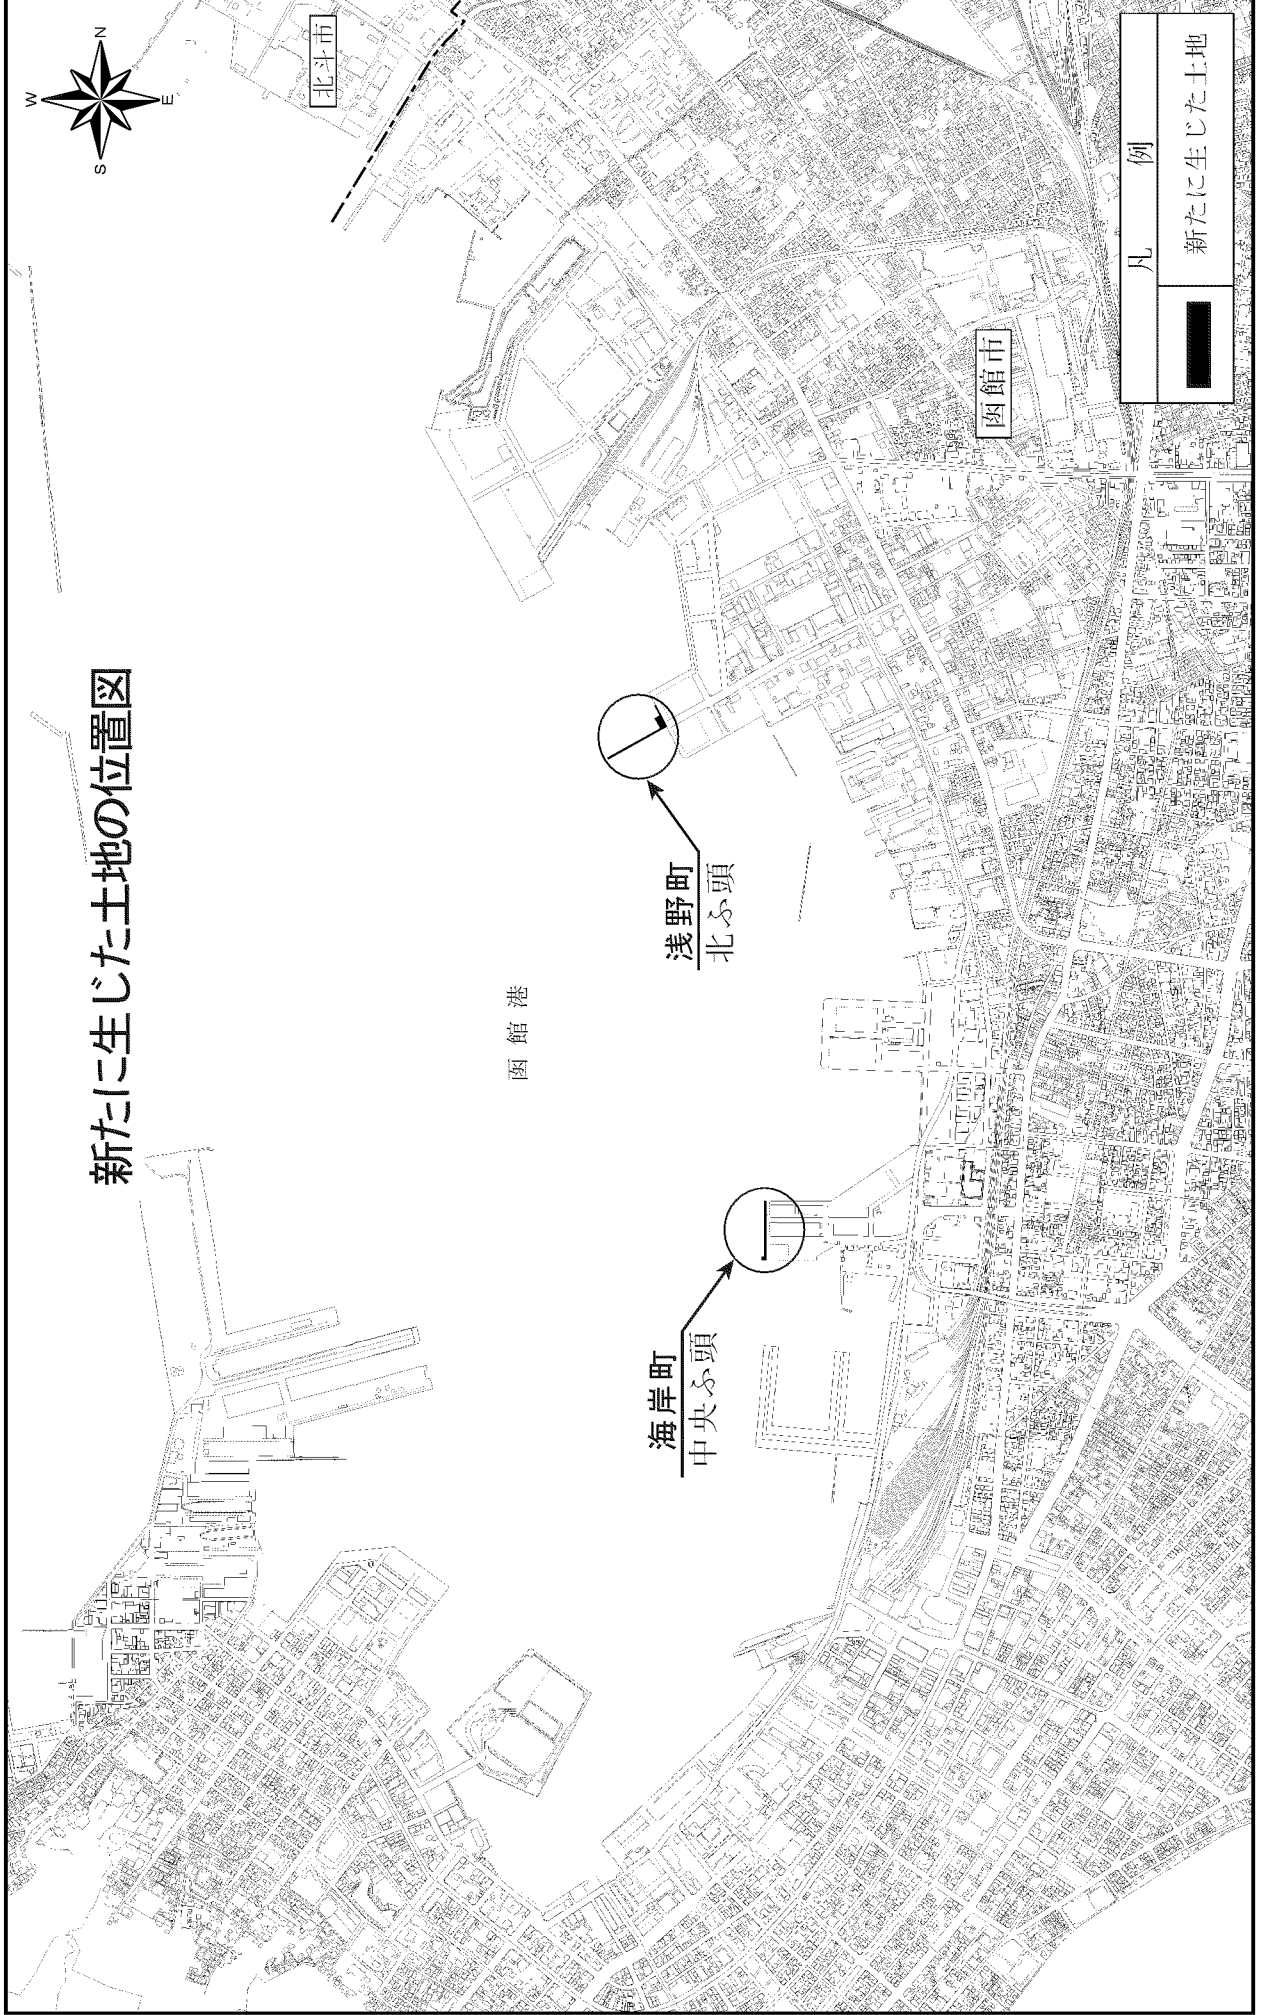 新たに生じた土地の位置図
W
N
S
E
北斗市
函館港
浅野町
北ふ頭
海岸町
中央ふ頭
函館市
凡例
新たに生じた土地